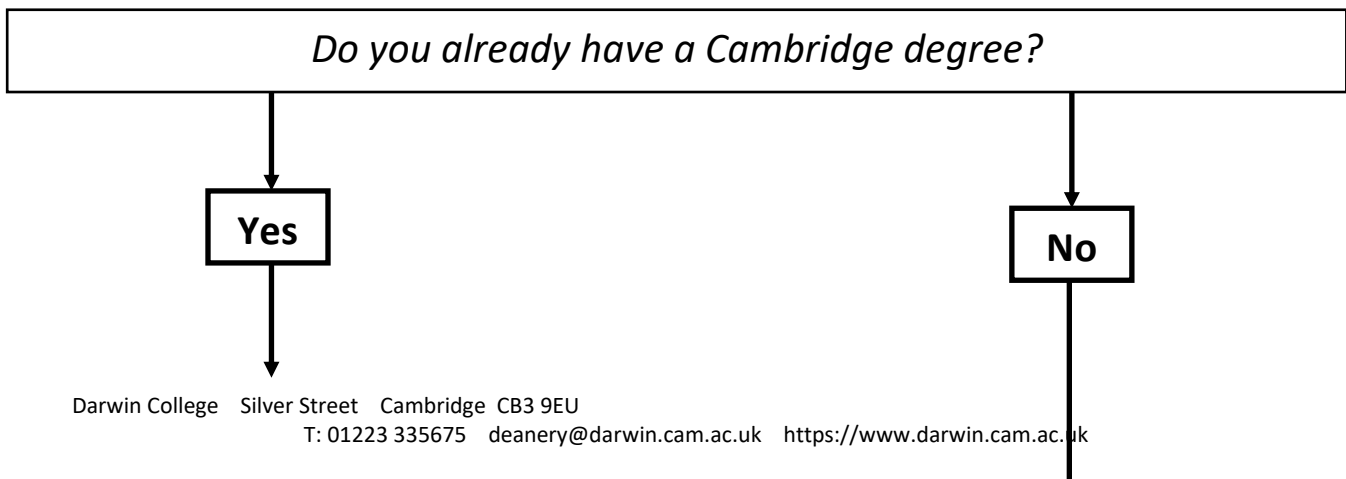 Do you already have a Cambridge degree?
Yes
No
Darwin College Silver Street Cambridge CB3 9EU
T: 01223 335675 deanery@darwin.cam.ac.uk https://www.darwin.cam.ac.uk